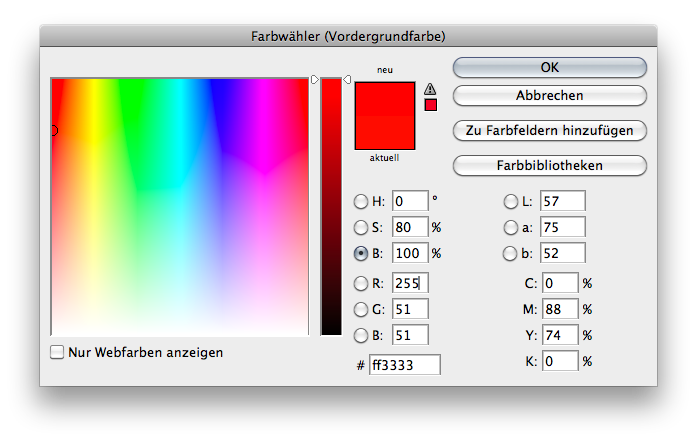 Farbwähler (Vordergrundfarbe)
neu
aktuell
OK
Abbrechen
Zu Farbfeldern hinzufügen
Farbbibliotheken
H: 0 °
S: 80 %
B: 100 %
R: 255
G: 51
B: 51
# ff3333
L: 57
a: 75
b: 52
C: 0 %
M: 88 %
Y: 74 %
K: 0 %
Nur Webfarben anzeigen